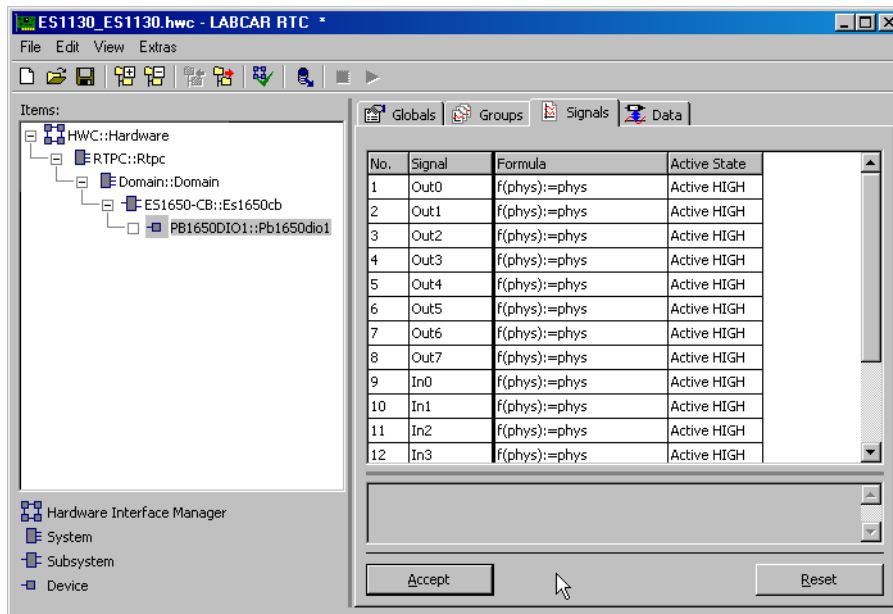 ES1130_ES1130.hwc - LABCAR RTC *
File Edit View Extras
Items:
HWC::Hardware
RTPC::Rtpc
Domain::Domain
ES1650-CB::Es1650cb
PB1650DIO1::Pb1650dio1
Hardware Interface Manager
System
Subsystem
Device
Globals Groups Signals Data
No. Signal Formula Active State
1 Out0 f(phys):=phys Active HIGH
2 Out1 f(phys):=phys Active HIGH
3 Out2 f(phys):=phys Active HIGH
4 Out3 f(phys):=phys Active HIGH
5 Out4 f(phys):=phys Active HIGH
6 Out5 f(phys):=phys Active HIGH
7 Out6 f(phys):=phys Active HIGH
8 Out7 f(phys):=phys Active HIGH
9 In0 f(phys):=phys Active HIGH
10 In1 f(phys):=phys Active HIGH
11 In2 f(phys):=phys Active HIGH
12 In3 f(phys):=phys Active HIGH
Accept Reset